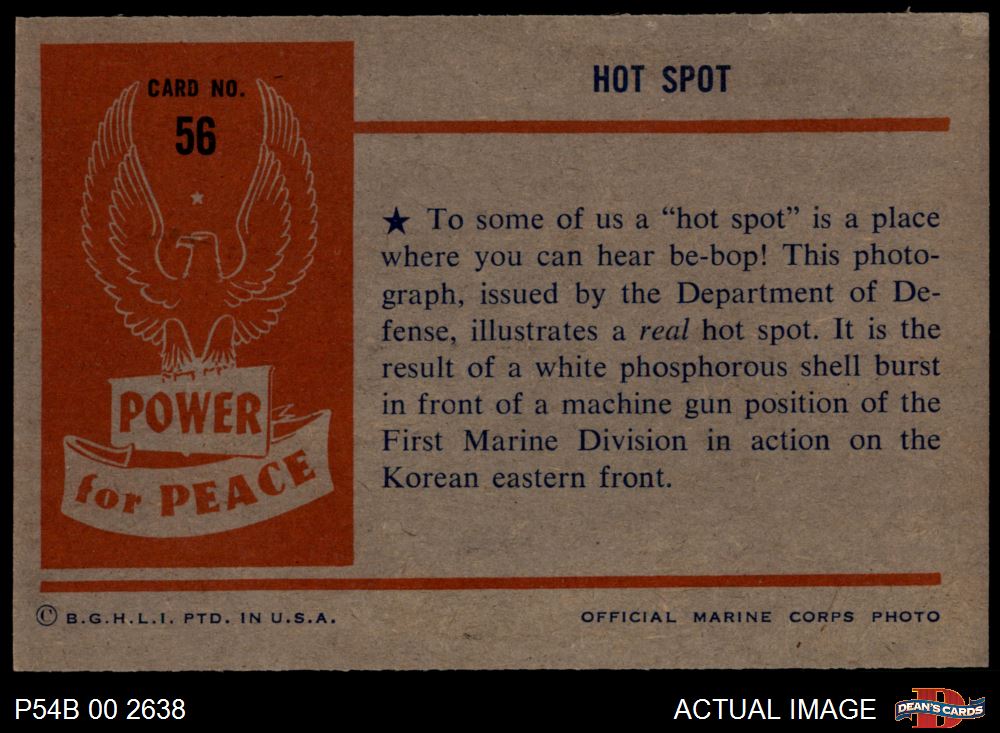 CARD NO.
56
POWER
for PEACE
HOT SPOT
★ To some of us a “hot spot” is a place
where you can hear be-bop! This photo-
graph, issued by the Department of De-
fense, illustrates a real hot spot. It is the
result of a white phosphorous shell burst
in front of a machine gun position of the
First Marine Division in action on the
Korean eastern front.
© B.G.H.L.I. PTD. IN U.S.A.
OFFICIAL MARINE CORPS PHOTO
P54B 00 2638
ACTUAL IMAGE
D
DEAN'S CARDS